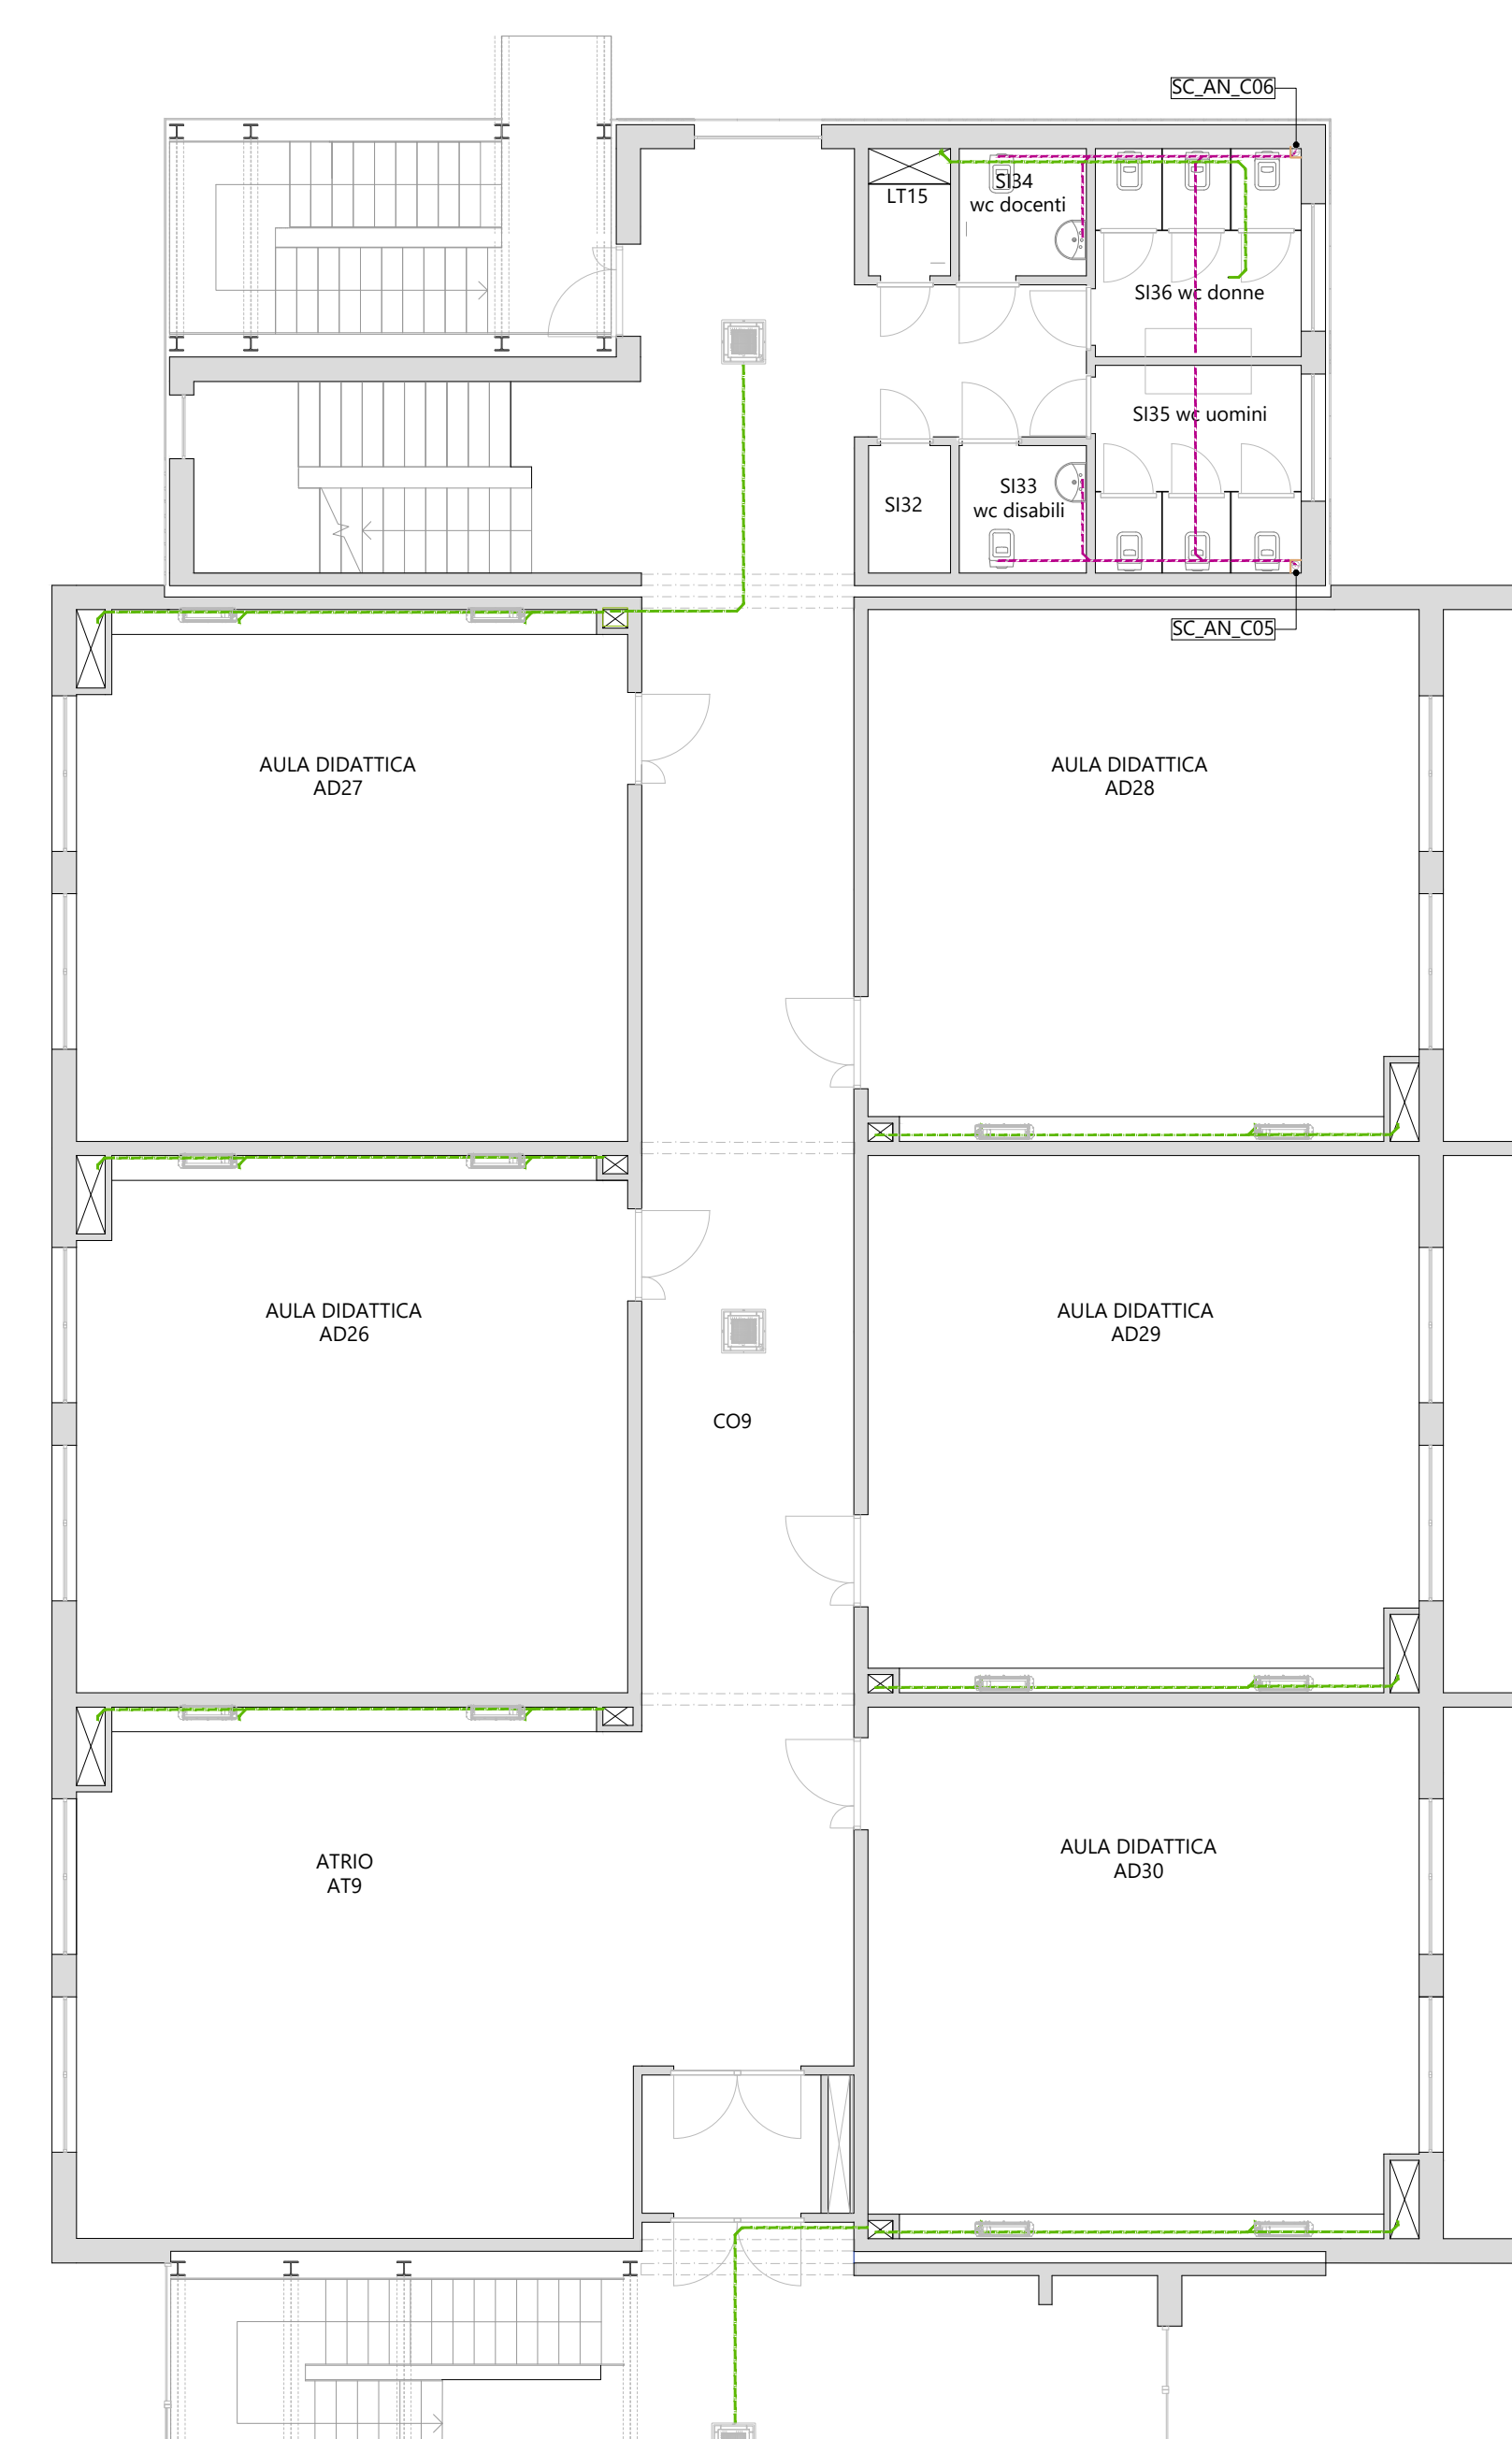 SC_AN_C06
LT15
SI34
wc docenti
SI36 wc donne
SI35 wc uomini
SI32
SI33
wc disabili
SC_AN_C05
AULA DIDATTICA
AD27
AULA DIDATTICA
AD28
AULA DIDATTICA
AD26
AULA DIDATTICA
AD29
CO9
ATRIO
AT9
AULA DIDATTICA
AD30